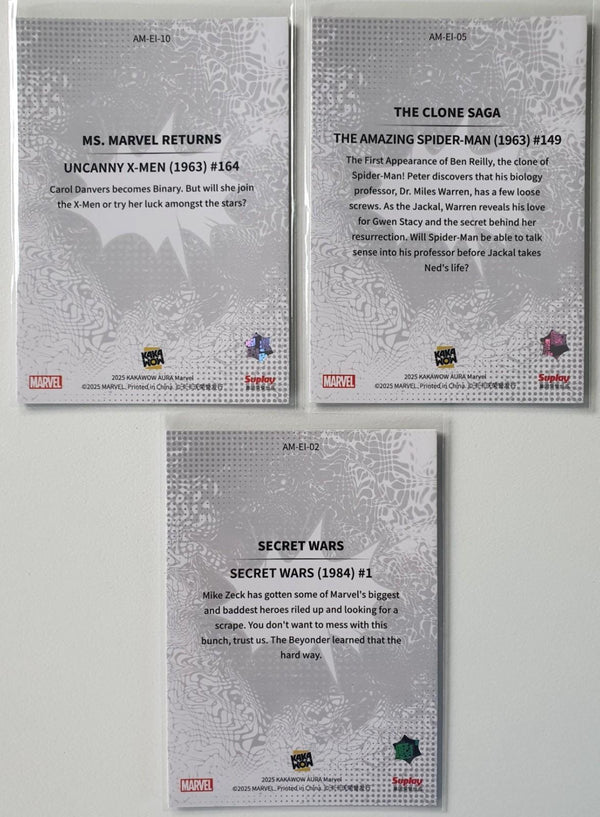 AM-EI-10
MS. MARVEL RETURNS
UNCANNY X-MEN (1963) #164
Carol Danvers becomes Binary. But will she join
the X-Men or try her luck amongst the stars?
KAKA
WOW
MARVEL
2025 KAKAWOW AURA Marvel
©2025 MARVEL. Printed in China.
Suplay
AM-EI-05
THE CLONE SAGA
THE AMAZING SPIDER-MAN (1963) #149
The First Appearance of Ben Reilly, the clone of
Spider-Man! Peter discovers that his biology
professor, Dr. Miles Warren, has a few loose
screws. As the Jackal, Warren reveals his love
for Gwen Stacy and the secret behind her
resurrection. Will Spider-Man be able to talk
sense into his professor before Jackal takes
Ned's life?
KAKA
WOW
MARVEL
2025 KAKAWOW AURA Marvel
©2025 MARVEL. Printed in China.
Suplay
AM-EI-02
SECRET WARS
SECRET WARS (1984) #1
Mike Zeck has gotten some of Marvel's biggest
and baddest heroes riled up and looking for a
scrape. You don't want to mess with this
bunch, trust us. The Beyonder learned that the
hard way.
KAKA
WOW
MARVEL
2025 KAKAWOW AURA Marvel
©2025 MARVEL. Printed in China.
Suplay